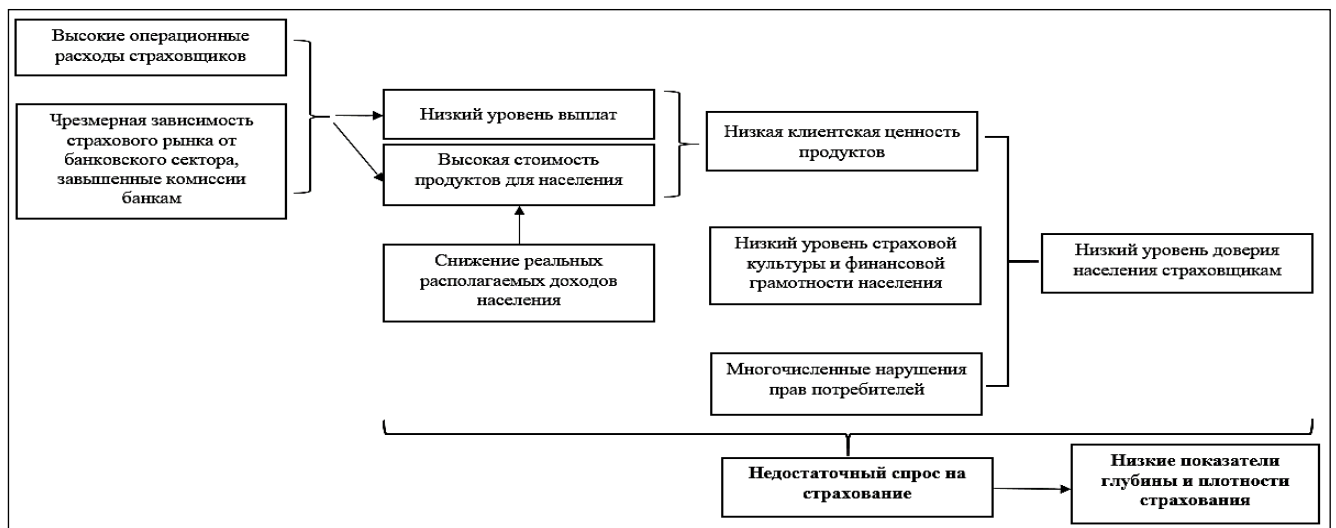 Высокие операционные
расходы страховщиков
Чрезмерная зависимость
страхового рынка от
банковского сектора,
завышенные комиссии
банкам
Низкий уровень выплат
Высокая стоимость
продуктов для населения
Снижение реальных
располагаемых доходов
населения
Низкая клиентская ценность
продуктов
Низкий уровень страховой
культуры и финансовой
грамотности населения
Многочисленные нарушения
прав потребителей
Низкий уровень доверия
населения страховщикам
Недостаточный спрос на
страхование
Низкие показатели
глубины и плотности
страхования